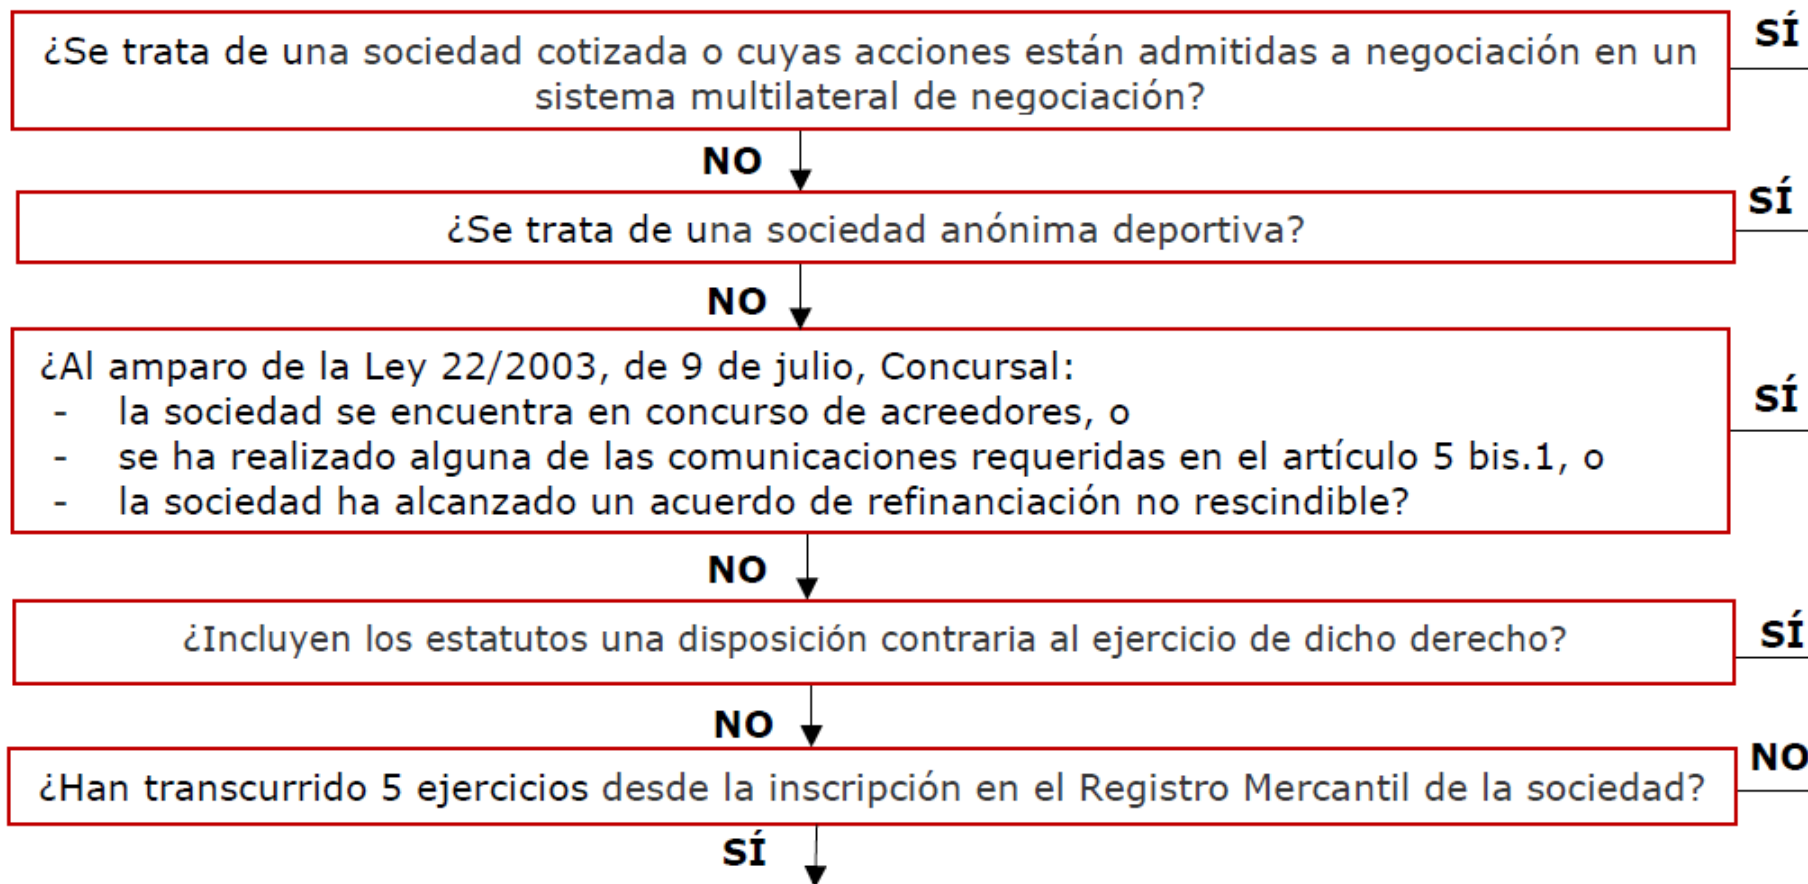 ¿Se trata de una sociedad cotizada o cuyas acciones están admitidas a negociación en un
sistema multilateral de negociación?
SÍ
NO
¿Se trata de una sociedad anónima deportiva?
SÍ
NO
¿Al amparo de la Ley 22/2003, de 9 de julio, Concursal:
- la sociedad se encuentra en concurso de acreedores, o
- se ha realizado alguna de las comunicaciones requeridas en el artículo 5 bis.1, o
- la sociedad ha alcanzado un acuerdo de refinanciación no rescindible?
SÍ
NO
¿Incluyen los estatutos una disposición contraria al ejercicio de dicho derecho?
SÍ
NO
¿Han transcurrido 5 ejercicios desde la inscripción en el Registro Mercantil de la sociedad?
NO
SÍ